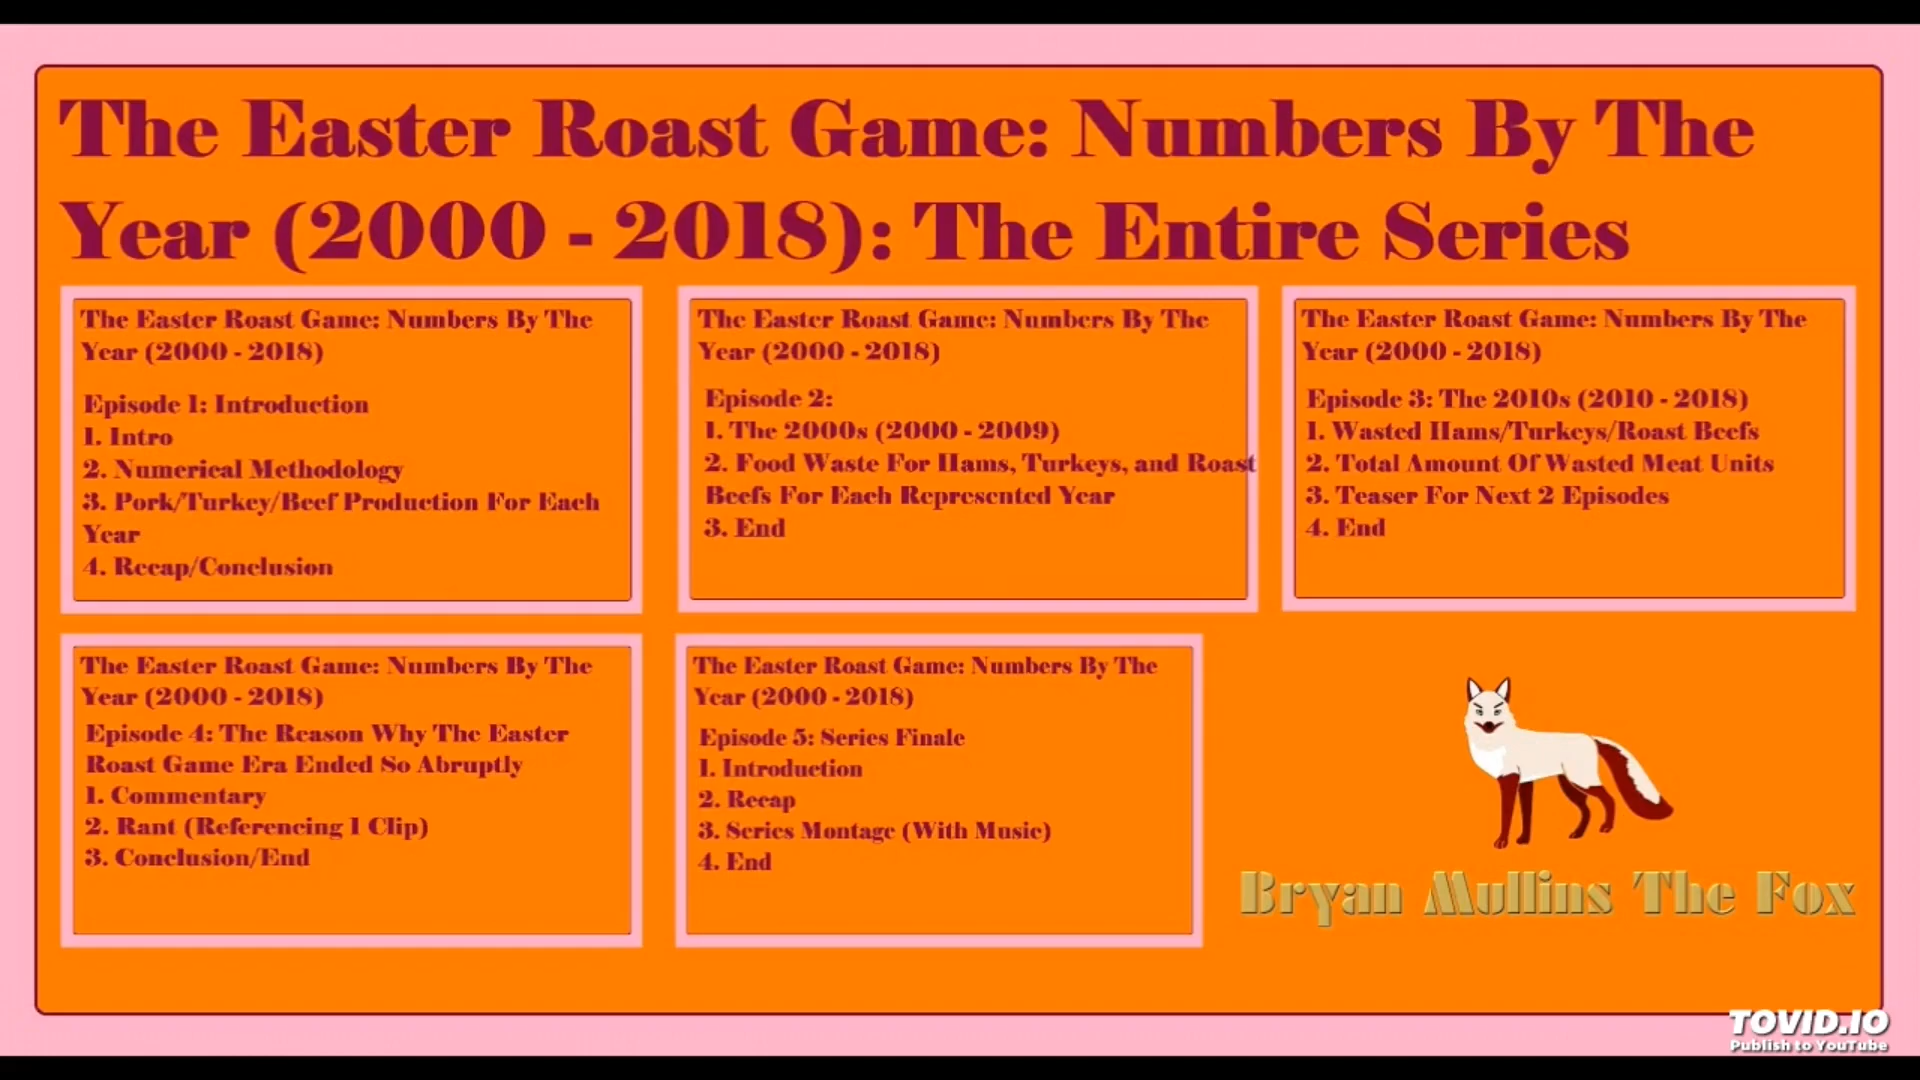 The Easter Roast Game: Numbers By The
Year (2000 - 2018): The Entire Series
The Easter Roast Game: Numbers By The
Year (2000 - 2018)
Episode 1: Introduction
1. Intro
2. Numerical Methodology
3. Pork/Turkey/Beef Production For Each
Year
4. Recap/Conclusion
The Easter Roast Game: Numbers By The
Year (2000 - 2018)
Episode 2:
1. The 2000s (2000 - 2009)
2. Food Waste For Hams, Turkeys, and Roast
Beefs For Each Represented Year
3. End
The Easter Roast Game: Numbers By The
Year (2000 - 2018)
Episode 3: The 2010s (2010 - 2018)
1. Wasted Hams/Turkeys/Roast Beefs
2. Total Amount Of Wasted Meat Units
3. Teaser For Next 2 Episodes
4. End
The Easter Roast Game: Numbers By The
Year (2000 - 2018)
Episode 4: The Reason Why The Easter
Roast Game Era Ended So Abruptly
1. Commentary
2. Rant (Referencing 1 Clip)
3. Conclusion/End
The Easter Roast Game: Numbers By The
Year (2000 - 2018)
Episode 5: Series Finale
1. Introduction
2. Recap
3. Series Montage (With Music)
4. End
Bryan Mullins The Fox
TOVID.IO
Publish to YouTube